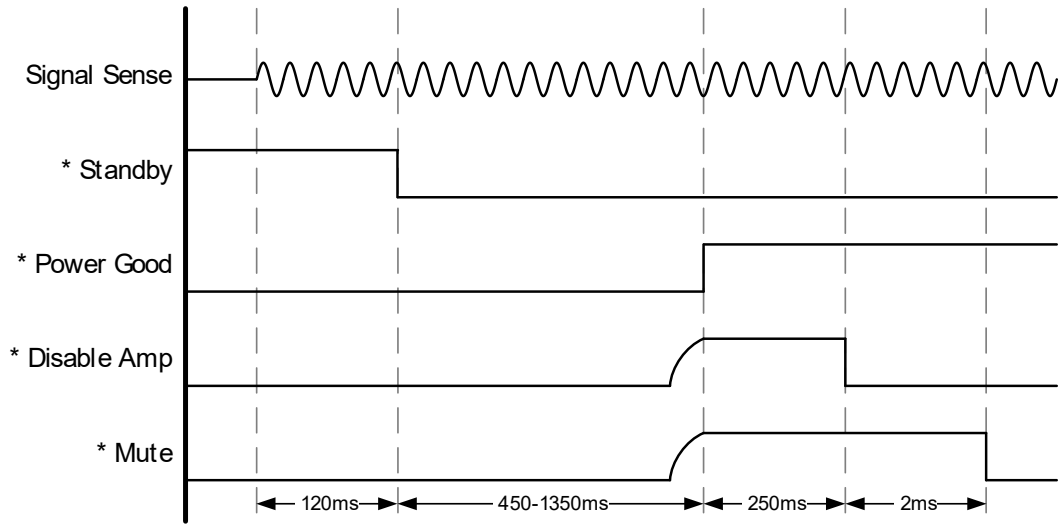 Signal Sense
* Standby
* Power Good
* Disable Amp
* Mute
120ms 450-1350ms 250ms 2ms